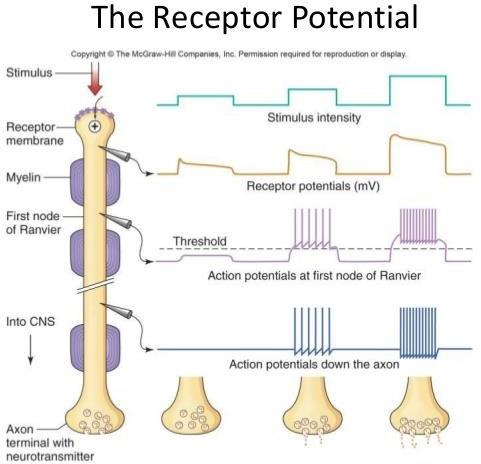 The Receptor Potential
Copyright © The McGraw-Hill Companies, Inc. Permission required for reproduction or display.
Stimulus
Stimulus intensity
Receptor
membrane
+
Receptor potentials (mV)
Myelin
First node
of Ranvier
Threshold
Action potentials at first node of Ranvier
Into CNS
Action potentials down the axon
Axon
terminal with
neurotransmitter